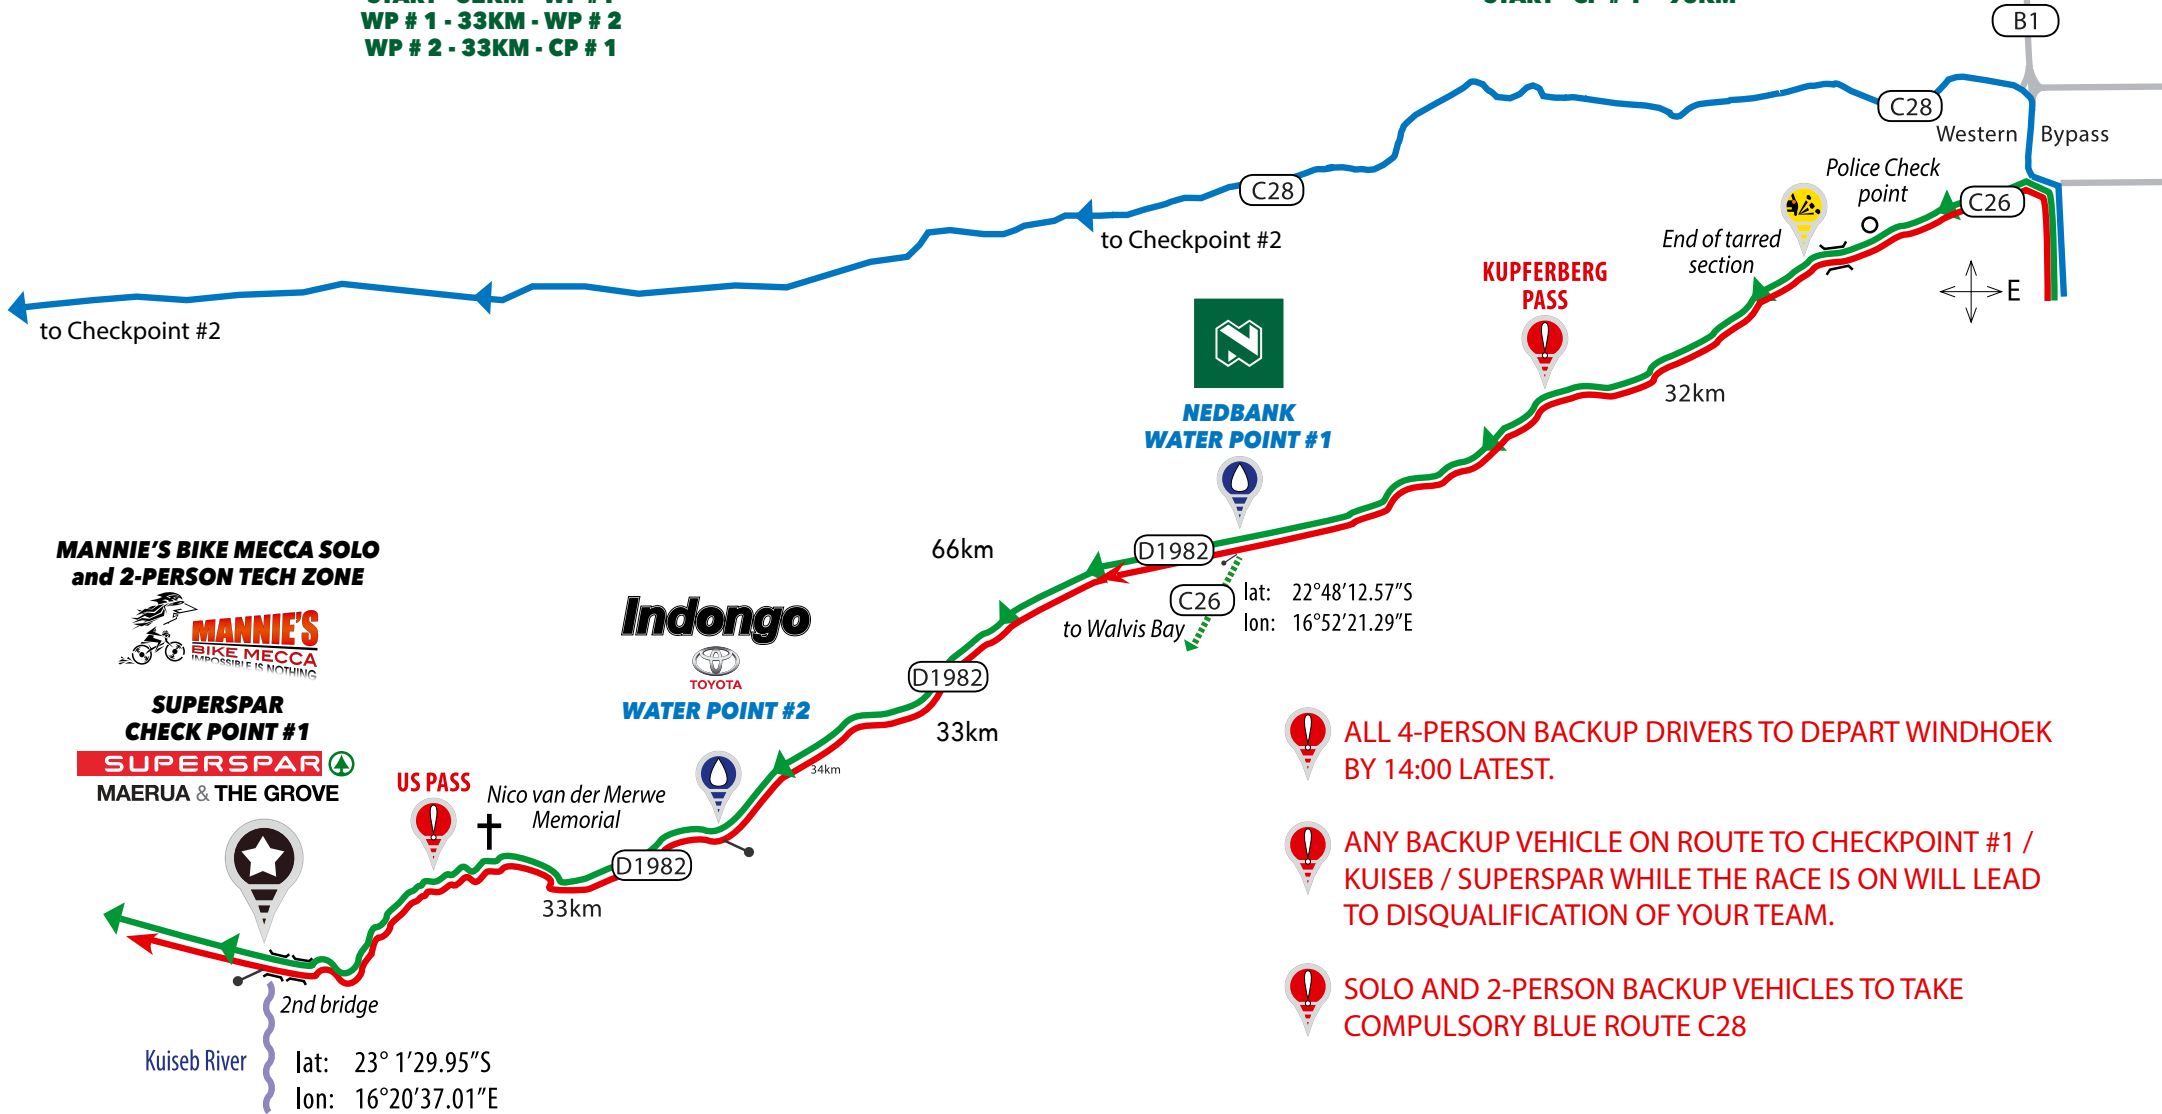 WP # 1 - 33KM - WP # 2
WP # 2 - 33KM - CP # 1
B1
C28
Western Bypass
Police Check
point
C28
C26
to Checkpoint #2
End of tarred
section
KUPFERBERG
PASS
E
to Checkpoint #2
32km
NEDBANK
WATER POINT #1
MANNIE'S BIKE MECCA SOLO
and 2-PERSON TECH ZONE
66km
D1982
C26
lat: 22°48'12.57"S
lon: 16°52'21.29"E
to Walvis Bay
MANNIE'S
BIKE MECCA
IMPOSSIBLE IS NOTHING
Indongo
TOYOTA
WATER POINT #2
D1982
33km
34km
SUPERSPAR
CHECK POINT #1
SUPERSPAR
MAERUA & THE GROVE
US PASS
Nico van der Merwe
Memorial
D1982
33km
ALL 4-PERSON BACKUP DRIVERS TO DEPART WINDHOEK
BY 14:00 LATEST.
ANY BACKUP VEHICLE ON ROUTE TO CHECKPOINT #1 /
KUISEB / SUPERSPAR WHILE THE RACE IS ON WILL LEAD
TO DISQUALIFICATION OF YOUR TEAM.
SOLO AND 2-PERSON BACKUP VEHICLES TO TAKE
COMPULSORY BLUE ROUTE C28
2nd bridge
Kuiseb River
lat: 23° 1'29.95"S
lon: 16°20'37.01"E